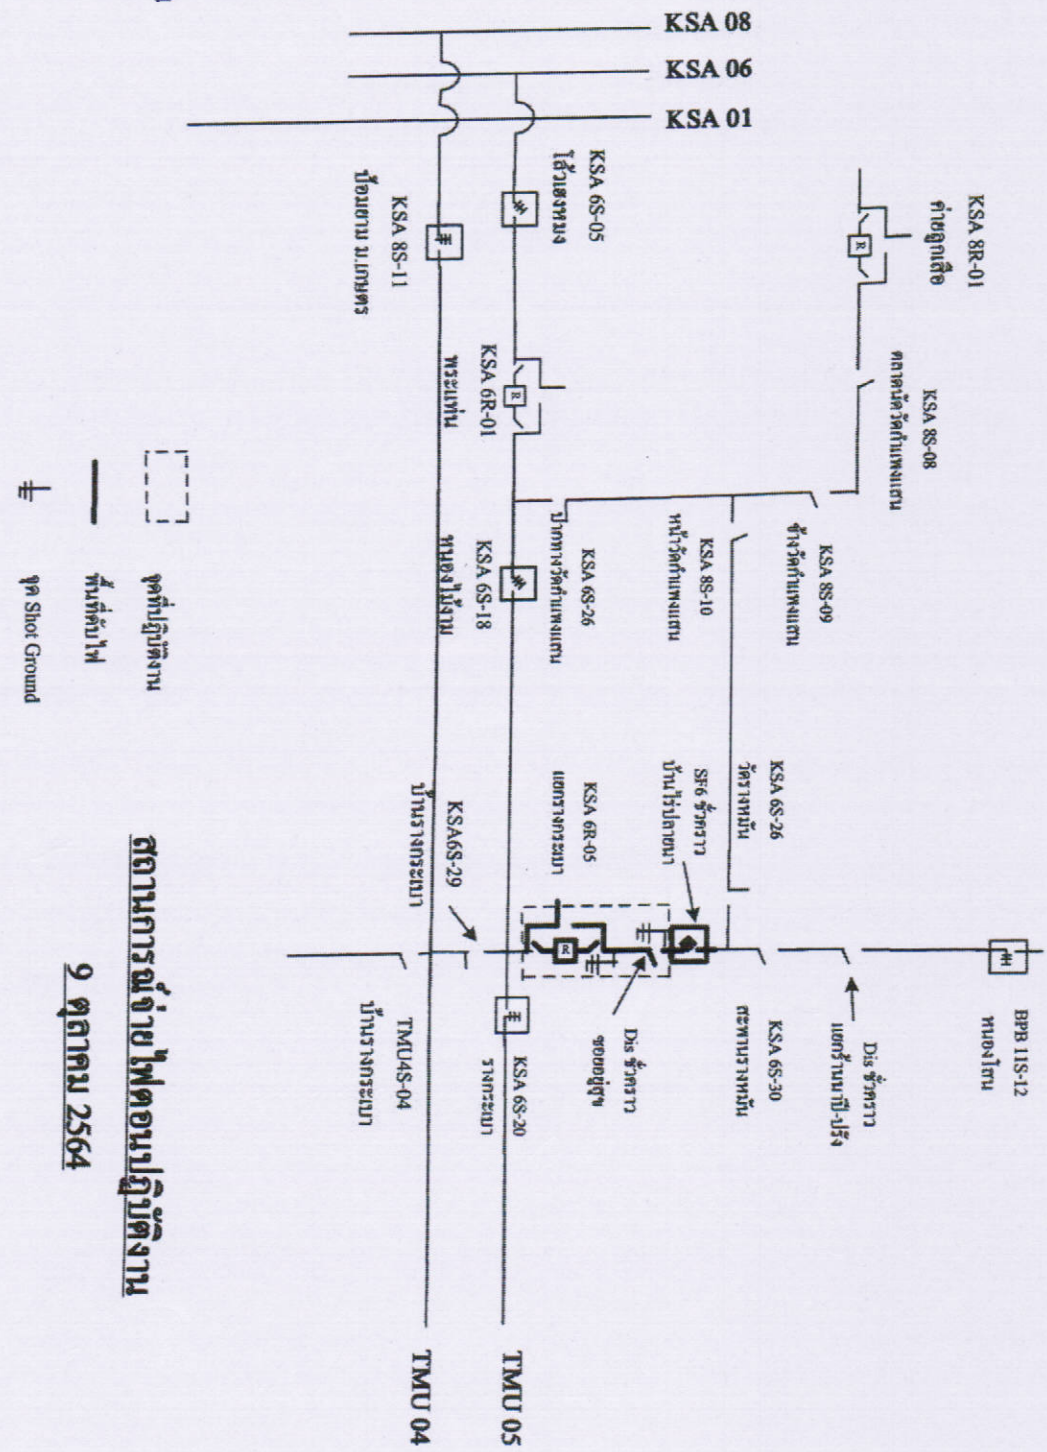 KSA 08
KSA 06
KSA 01
KSA 8R-01
ค่ายลูกเสือ
KSA 8S-08
ตลาดนัดวัดกำแพงแสน
KSA 8S-09
ข้างวัดกำแพงแสน
KSA 6S-05
โล้วเฮงหมง
KSA 8S-11
ป้อมยาม ม.เกษตร
KSA 6R-01
พระแท่น
R
R
KSA 8S-10
หน้าวัดกำแพงแสน
KSA 6S-26
ปากทางวัดกำแพงแสน
KSA 6S-18
หนองไม้งาม
KSA 6S-26
วัดรางหมัน
SF6 ชั่วคราว
บ้านไร่ปลายนา
KSA 6R-05
แยกรางกระเบา
R
KSA6S-29
บ้านรางกระเบา
BPB 11S-12
หนองโสน
Dis ชั่วคราว
แยกร้านนาปี-ปรัง
KSA 6S-30
สะพานรางหมัน
Dis ชั่วคราว
ซอยอยู่สุข
KSA 6S-20
รางกระเบา
TMU4S-04
บ้านรางกระเบา
TMU 05
TMU 04
จุดที่ปฏิบัติงาน
พื้นที่ดับไฟ
จุด Shot Ground
สถานการณ์จ่ายไฟตอนปฏิบัติงาน
9 ตุลาคม 2564